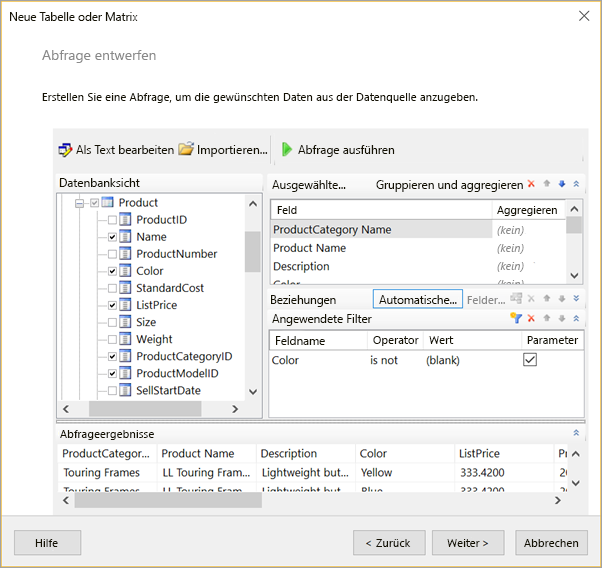 Neue Tabelle oder Matrix
Abfrage entwerfen
Erstellen Sie eine Abfrage, um die gewünschten Daten aus der Datenquelle anzugeben.
Als Text bearbeiten Importieren... Abfrage ausführen
Datenbanksicht
Product
ProductID
Name
ProductNumber
Color
StandardCost
ListPrice
Size
Weight
ProductCategoryID
ProductModelID
SellStartDate
Ausgewählte... Gruppieren und aggregieren
Feld Aggregieren
ProductCategory Name (kein)
Product Name (kein)
Description (kein)
Color (kein)
Beziehungen Automatische... Felder...
Angewendete Filter
Feldname Operator Wert Parameter
Color is not (blank)
Abfrageergebnisse
ProductCategor... Product Name Description Color ListPrice
Touring Frames LL Touring Fram... Lightweight but... Yellow 333.4200
Touring Frames LL Touring Fram... Lightweight but... Blue 333.4200
Hilfe < Zurück Weiter > Abbrechen